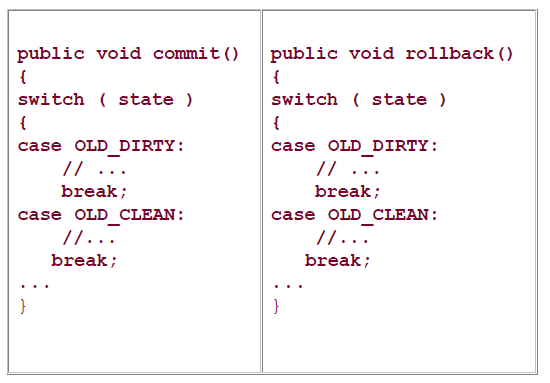 public void commit()
{
switch ( state )
{
case OLD_DIRTY:
    // ...
    break;
case OLD_CLEAN:
    //...
   break;
...
}
public void rollback()
{
switch ( state )
{
case OLD_DIRTY:
    // ...
    break;
case OLD_CLEAN:
    //...
   break;
...
}